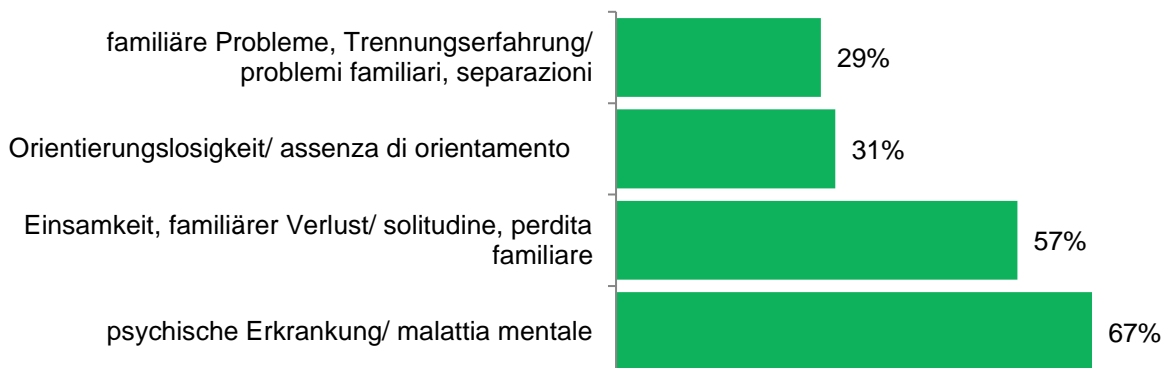 familiäre Probleme, Trennungserfahrung/
problemi familiari, separazioni
29%
Orientierungslosigkeit/ assenza di orientamento
31%
Einsamkeit, familiärer Verlust/ solitudine, perdita
familiare
57%
psychische Erkrankung/ malattia mentale
67%